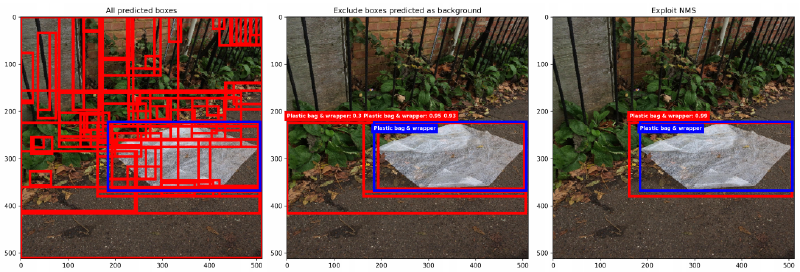 All predicted boxes
Exclude boxes predicted as background
Exploit NMS
0
100
200
300
400
500
0 100 200 300 400 500
0
100
200
300
400
500
0 100 200 300 400 500
Plastic bag & wrapper: 0.3 Plastic bag & wrapper: 0.95 0.93
Plastic bag & wrapper
0
100
200
300
400
500
0 100 200 300 400 500
Plastic bag & wrapper: 0.99
Plastic bag & wrapper